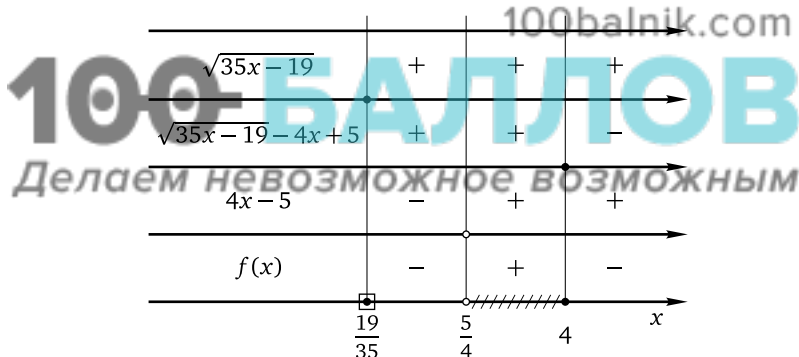 100balnik.com
√35x − 19 + + +
100 БАЛЛОВ
√35x − 19 − 4x + 5 + + −
Делаем невозможное возможным
4x − 5 − + +
f(x) − + −
x
19/35 5/4 4